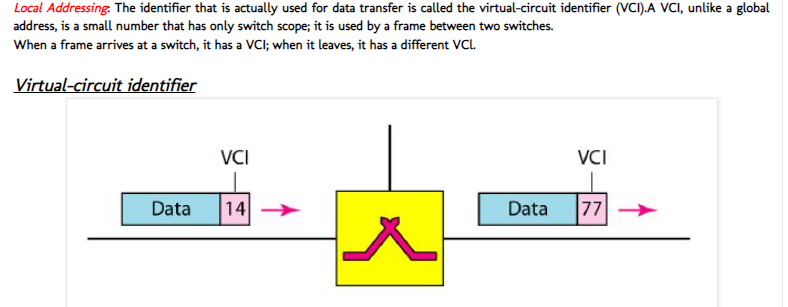 Local Addressing: The identifier that is actually used for data transfer is called the virtual-circuit identifier (VCI).A VCI, unlike a global
address, is a small number that has only switch scope; it is used by a frame between two switches.
When a frame arrives at a switch, it has a VCI; when it leaves, it has a different VCl.
Virtual-circuit identifier
VCI VCI
Data 14 Data 77